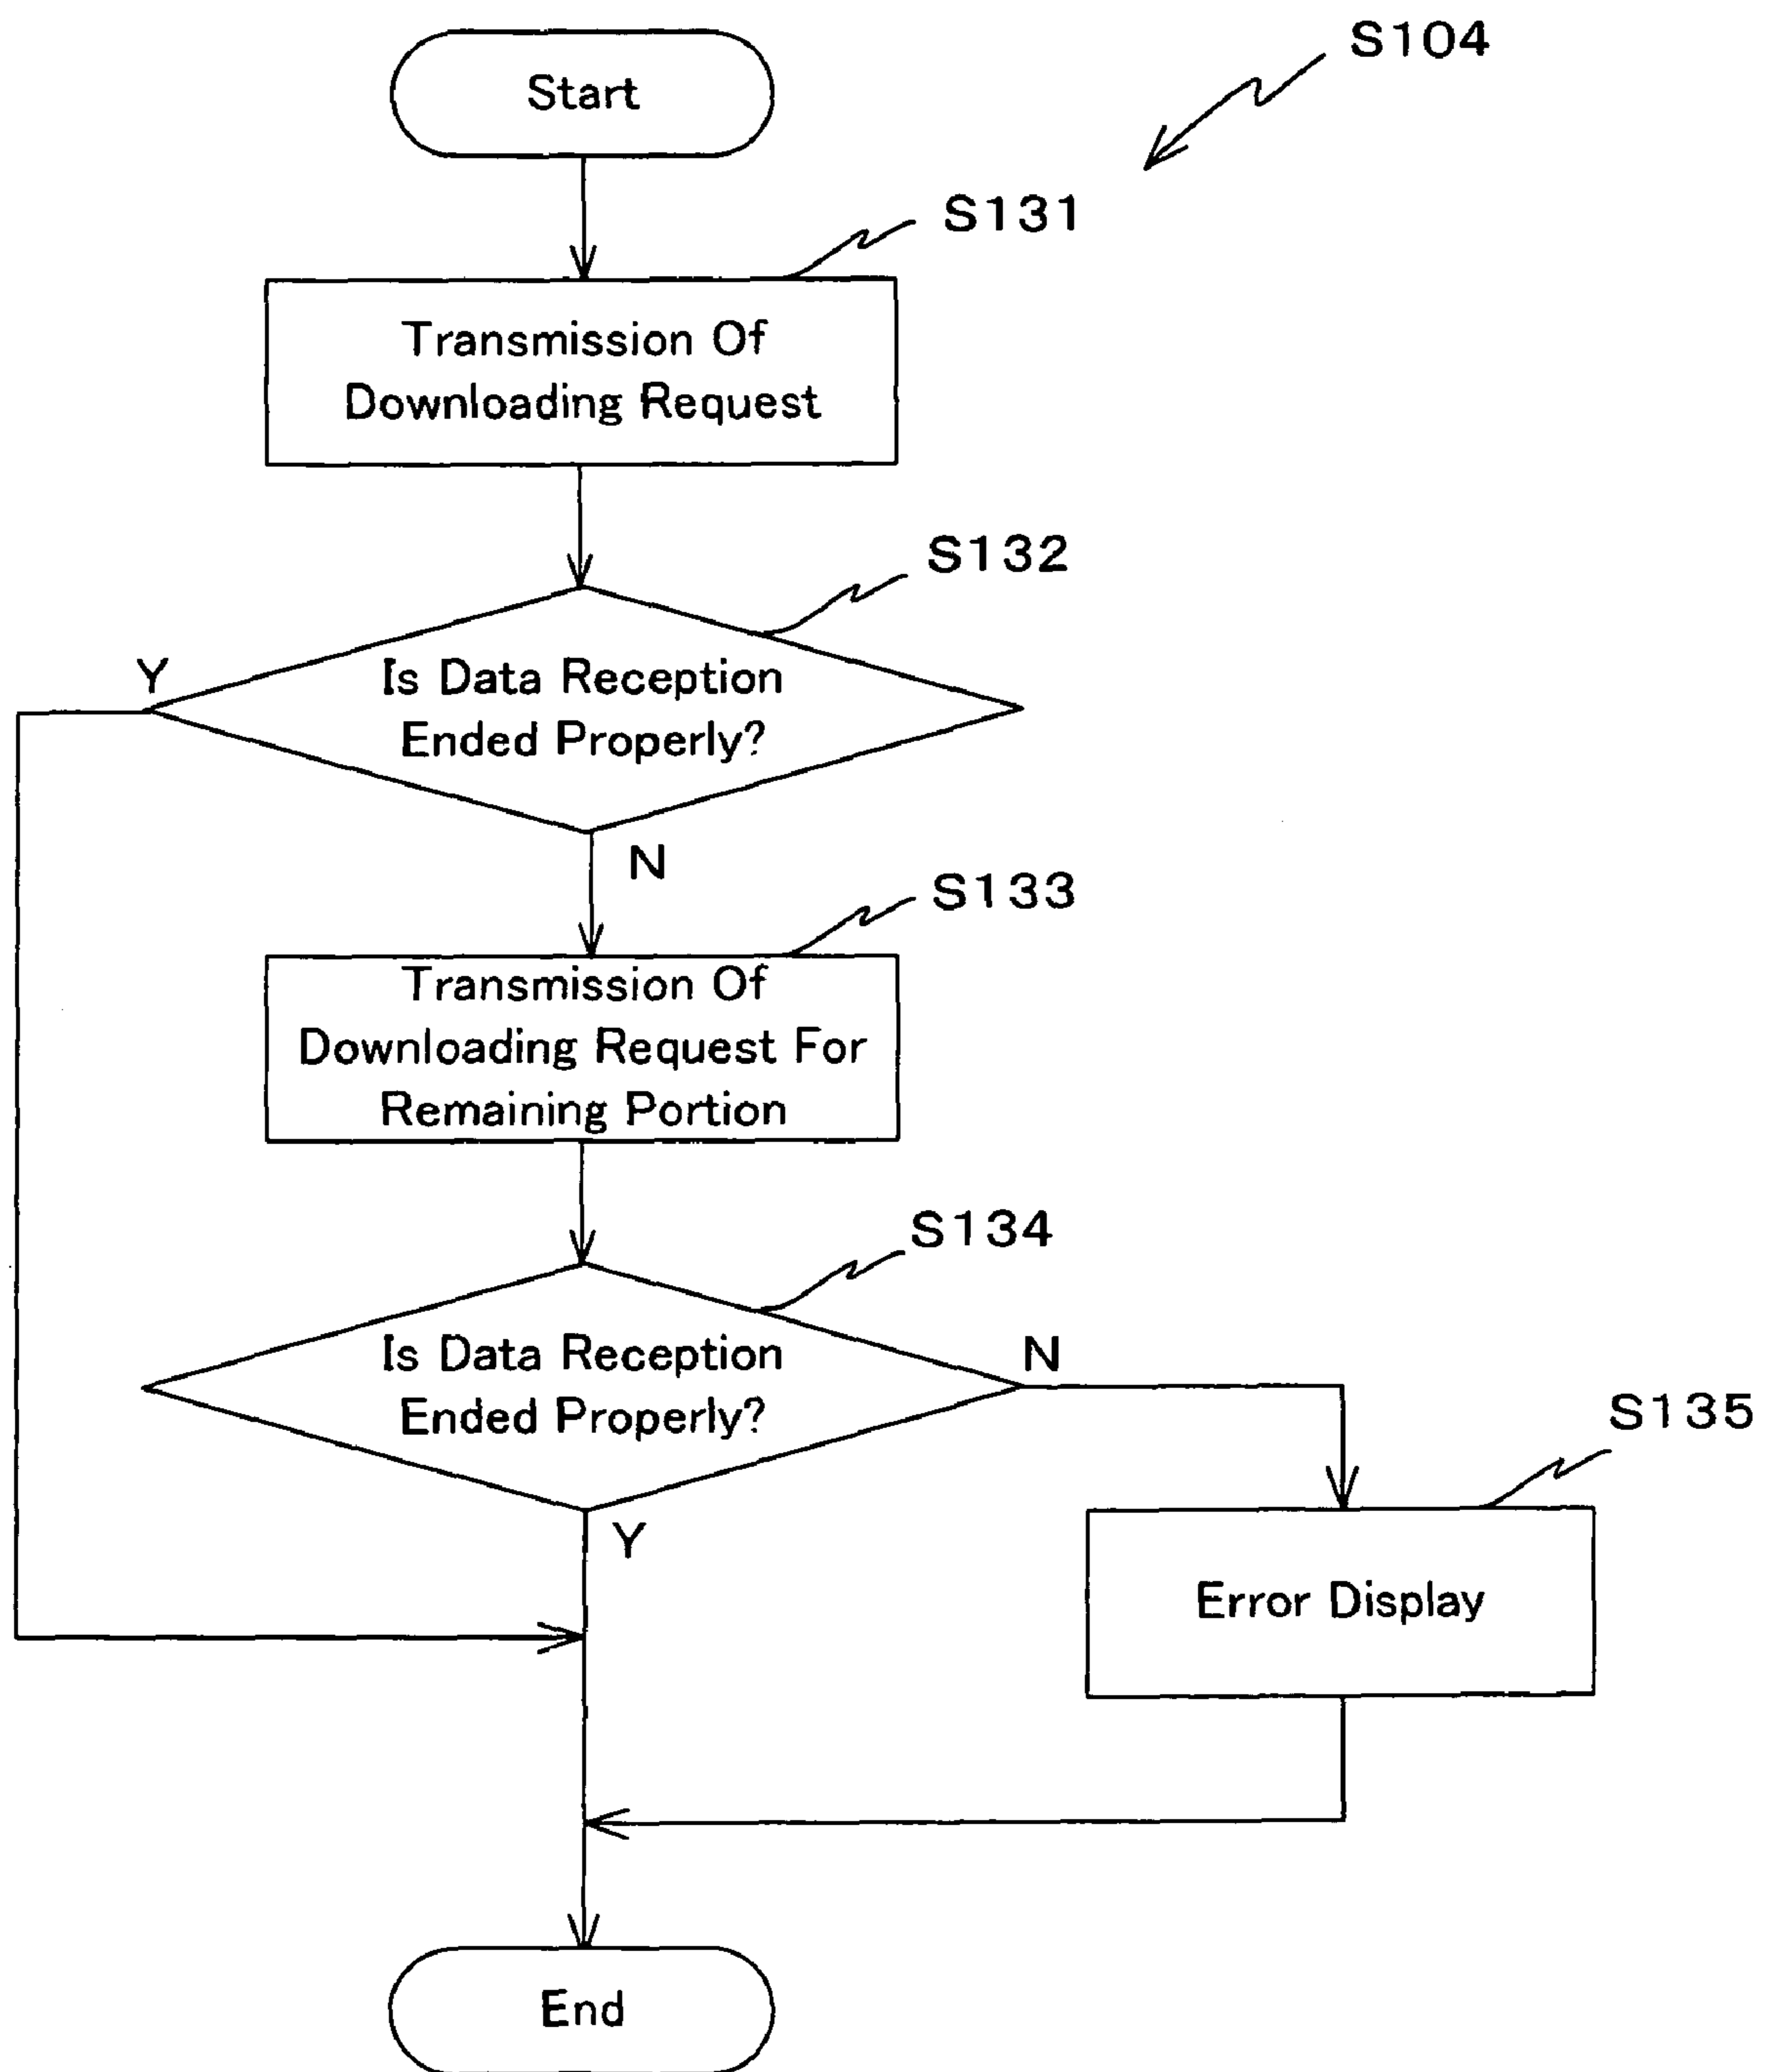 S104
Start
S131
Transmission Of
Downloading Request
S132
Y
Is Data Reception
Ended Properly?
N
S133
Transmission Of
Downloading Request For
Remaining Portion
S134
Is Data Reception
Ended Properly?
N
S135
Y
Error Display
End